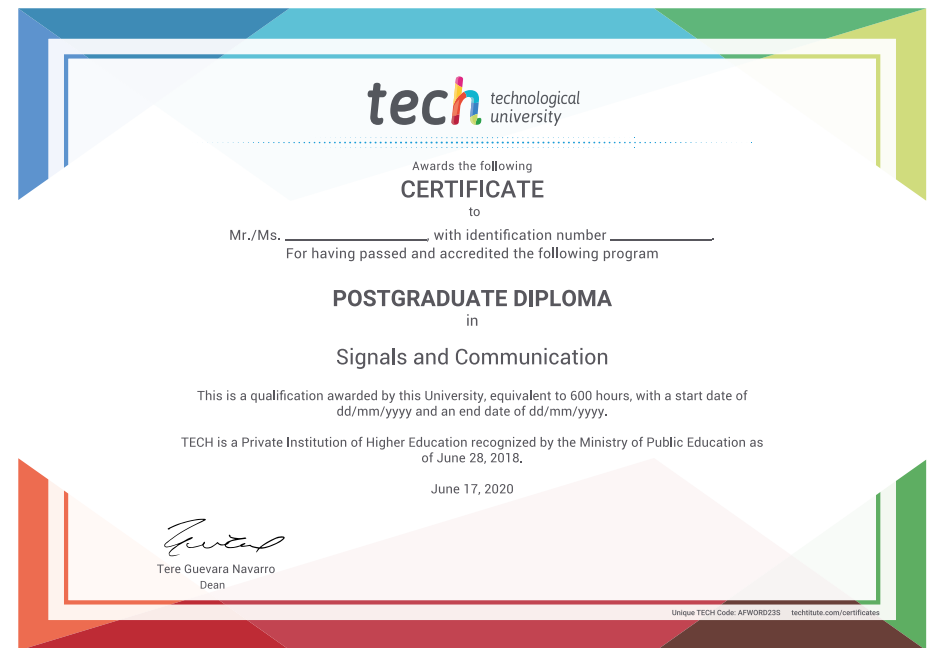 tech technological
university
Awards the following
CERTIFICATE
to
Mr./Ms. ____________________, with identification number ______________.
For having passed and accredited the following program
POSTGRADUATE DIPLOMA
in
Signals and Communication
This is a qualification awarded by this University, equivalent to 600 hours, with a start date of
dd/mm/yyyy and an end date of dd/mm/yyyy.
TECH is a Private Institution of Higher Education recognized by the Ministry of Public Education as
of June 28, 2018.
June 17, 2020
Tere Guevara Navarro
Dean
Unique TECH Code: AFWORD23S techtitute.com/certificates